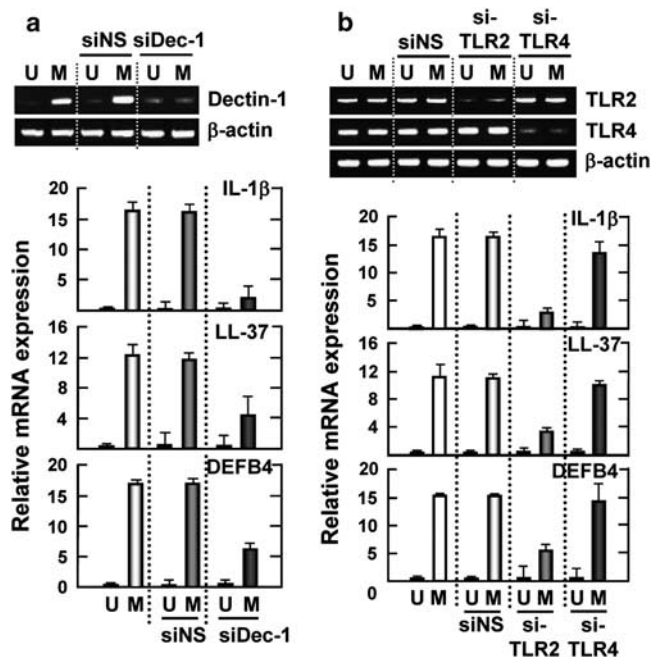 a
siNS siDec-1
U M U M U M
Dectin-1
β-actin
Relative mRNA expression
20
15
10
5
IL-1β
16
12
8
4
LL-37
20
15
10
5
0
DEFB4
U M U M U M
siNS siDec-1
b
siNS si-TLR2 si-TLR4
U M U M U M U M
TLR2
TLR4
β-actin
Relative mRNA expression
20
15
10
5
IL-1β
16
12
8
4
LL-37
20
15
10
5
0
DEFB4
U M U M U M U M
siNS si-TLR2 si-TLR4